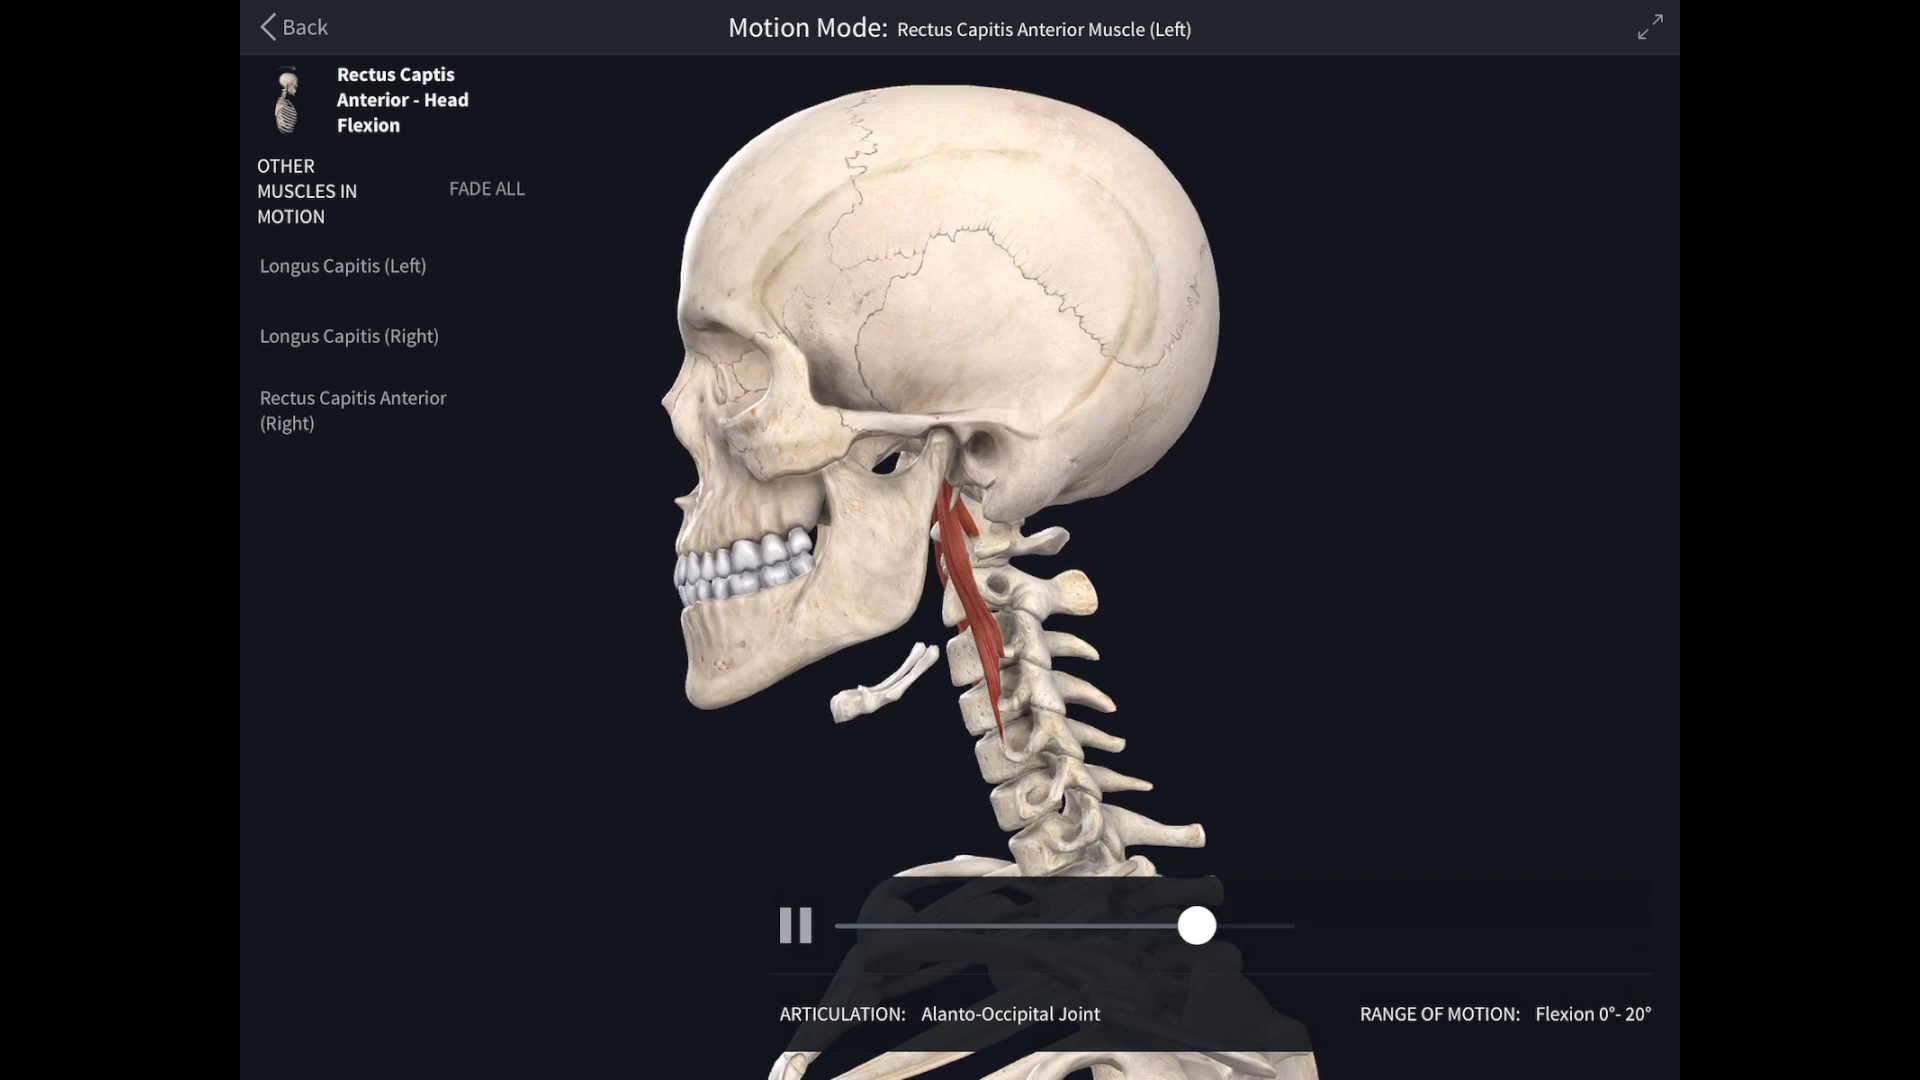 Back
Motion Mode: Rectus Capitis Anterior Muscle (Left)
Rectus Captis
Anterior - Head
Flexion
OTHER
MUSCLES IN
MOTION
FADE ALL
Longus Capitis (Left)
Longus Capitis (Right)
Rectus Capitis Anterior
(Right)
ARTICULATION: Alanto-Occipital Joint
RANGE OF MOTION: Flexion 0°- 20°